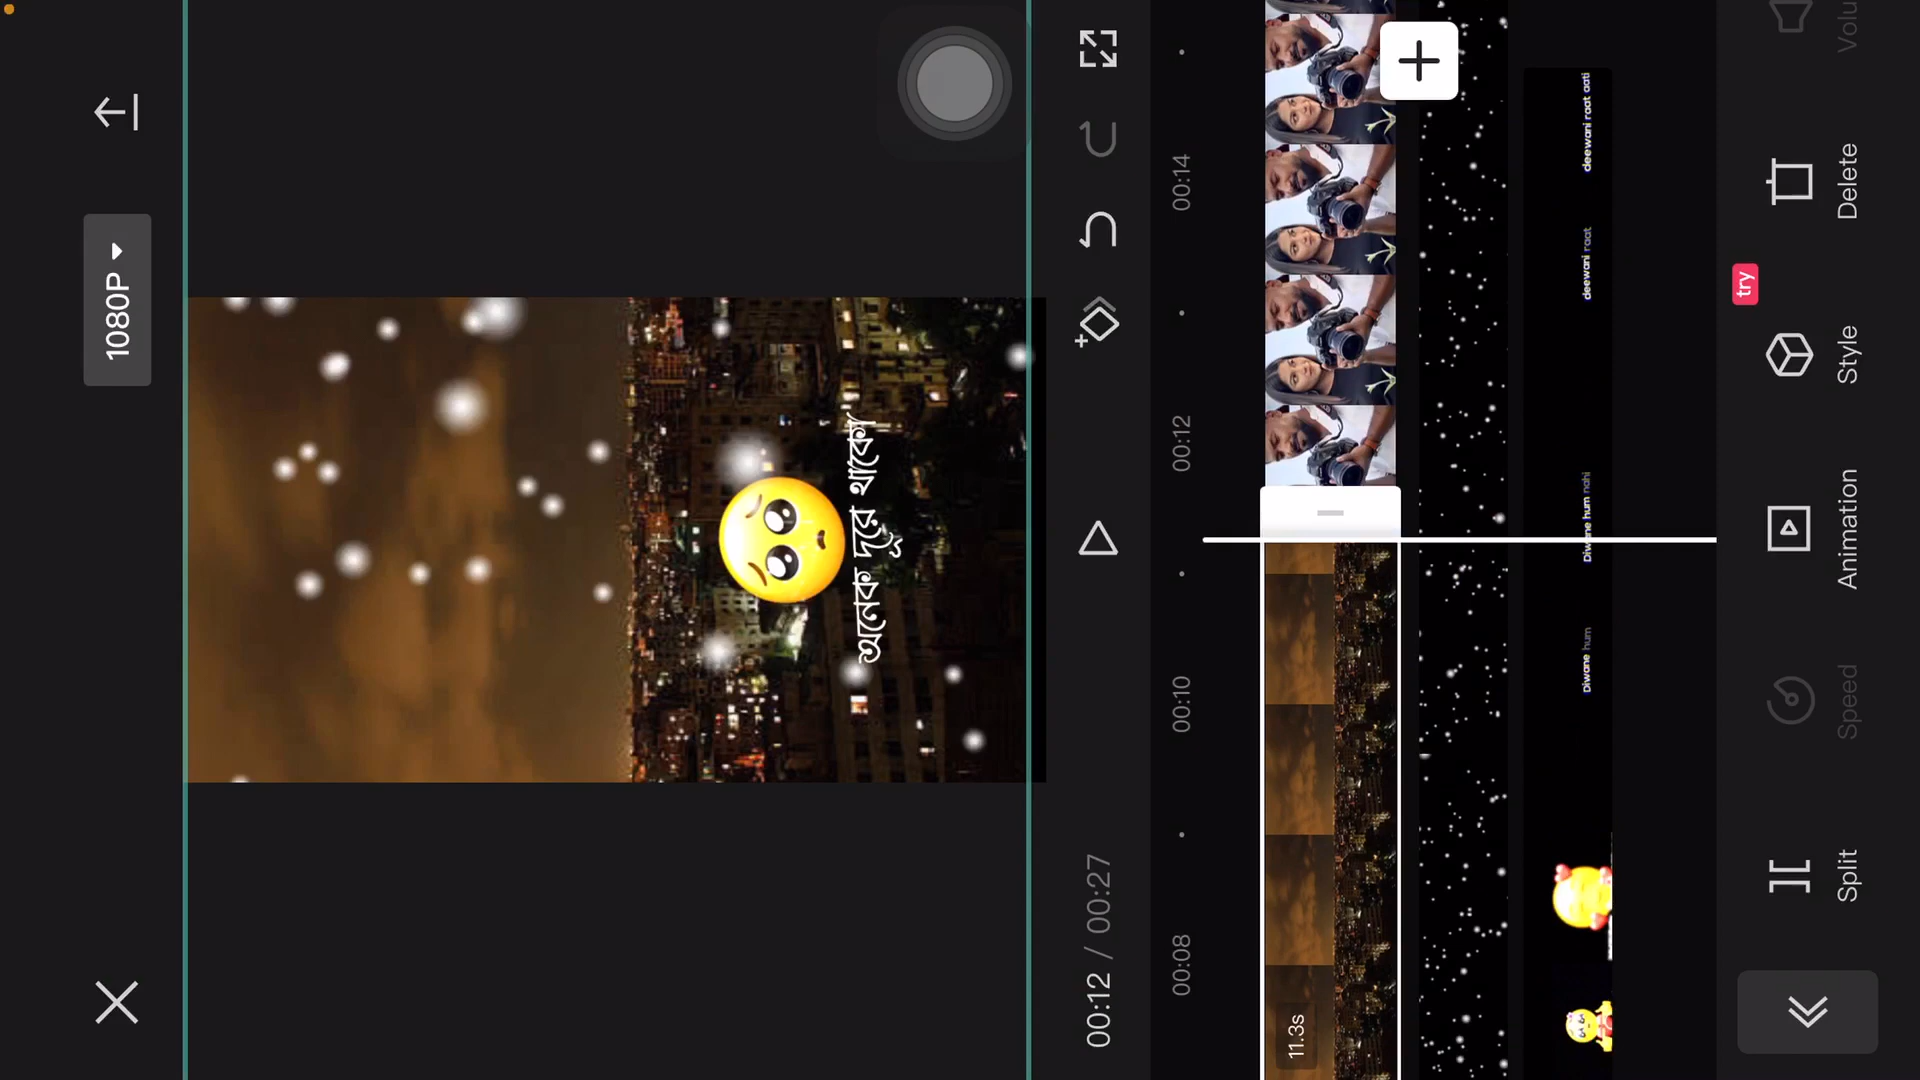 1080P
অনেক দূরে থাকো
00:12 / 00:27
00:08
00:10
00:12
00:14
11.3s
Diwane hum
Diwane hum nahi
deewani raat
deewani raat aati
Split
Speed
Animation
try
Style
Delete
Volu